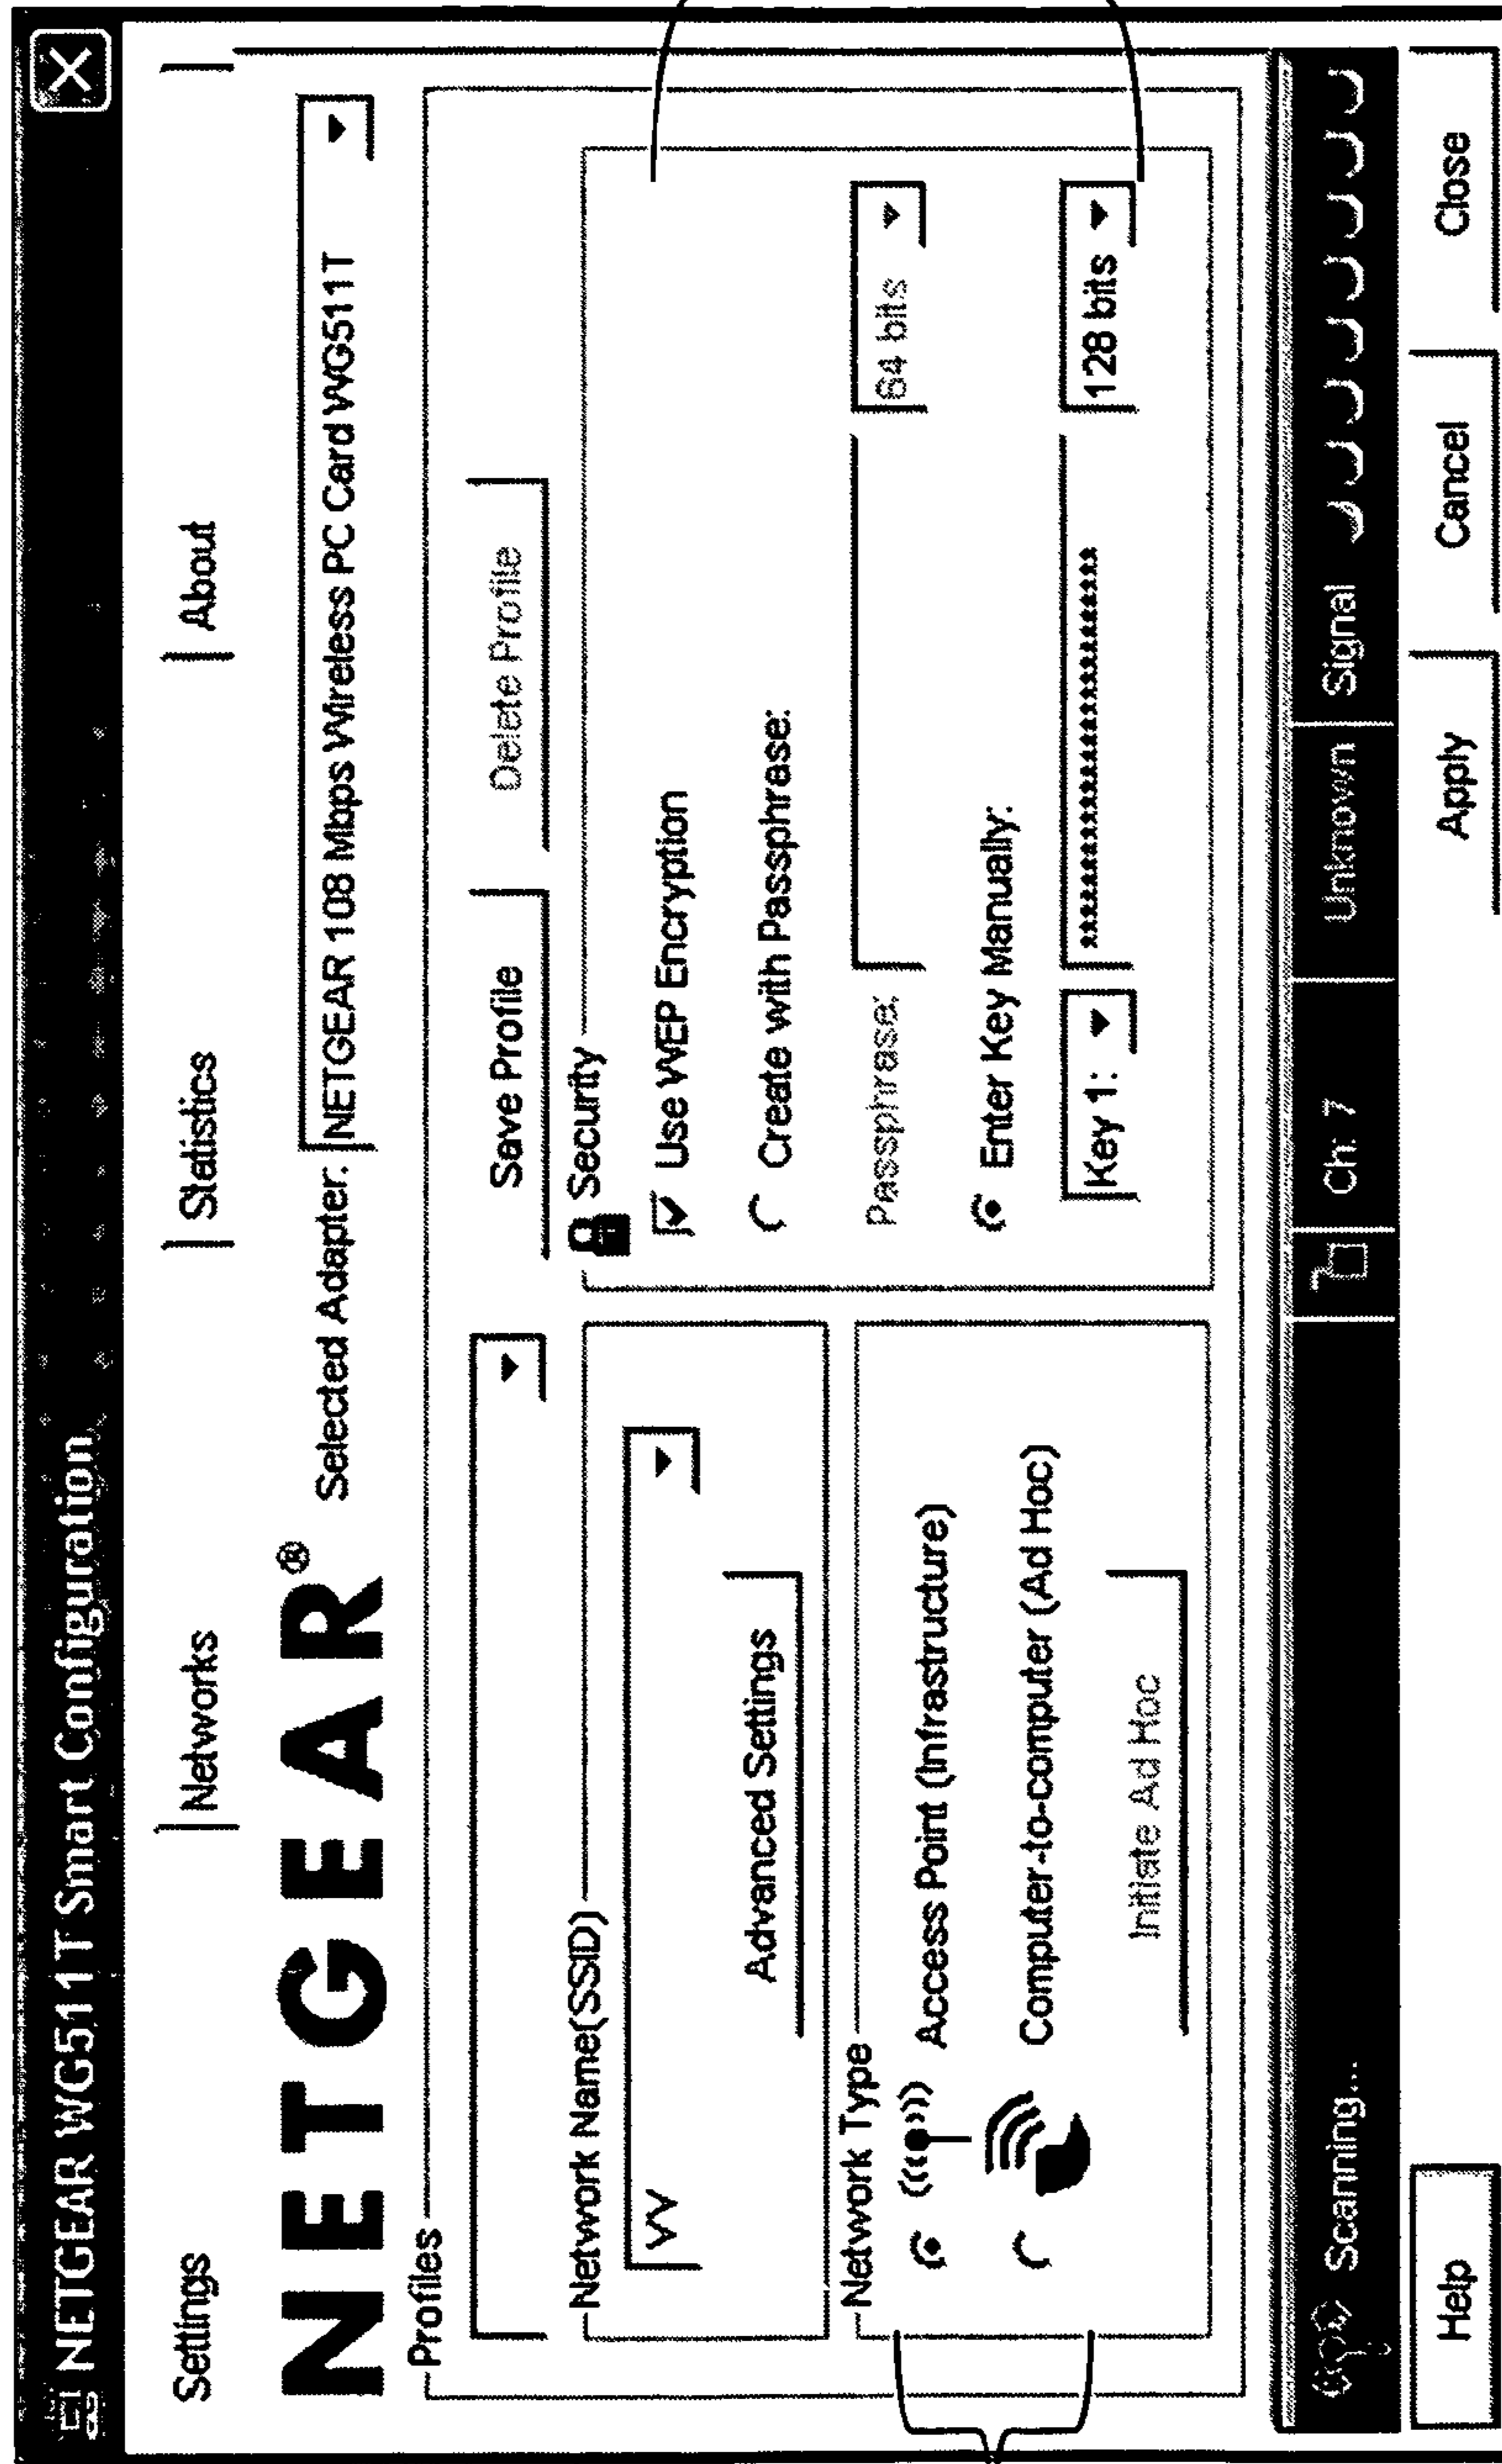 NETGEAR WG511T Smart Configuration
Settings
Networks
Statistics
About
NETGEAR®
Selected Adapter:
NETGEAR 108 Mbps Wireless PC Card WG511T
Profiles
Save Profile
Delete Profile
Network Name(SSID)
Advanced Settings
Network Type
Access Point (Infrastructure)
Computer-to-computer (Ad Hoc)
Initiate Ad Hoc
Security
Use WEP Encryption
Create with Passphrase:
Passphrase:
64 bits
Enter Key Manually:
Key 1:
128 bits
Scanning...
Ch: 7
Unknown
Signal
Help
Apply
Cancel
Close